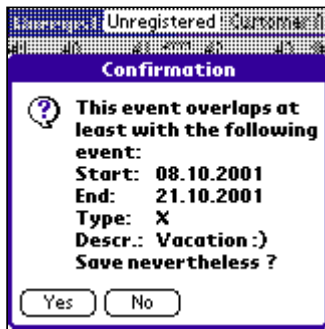 Unregistered
Confirmation
This event overlaps at
least with the following
event:
Start: 08.10.2001
End: 21.10.2001
Type: X
Descr.: Vacation :)
Save nevertheless ?
Yes No